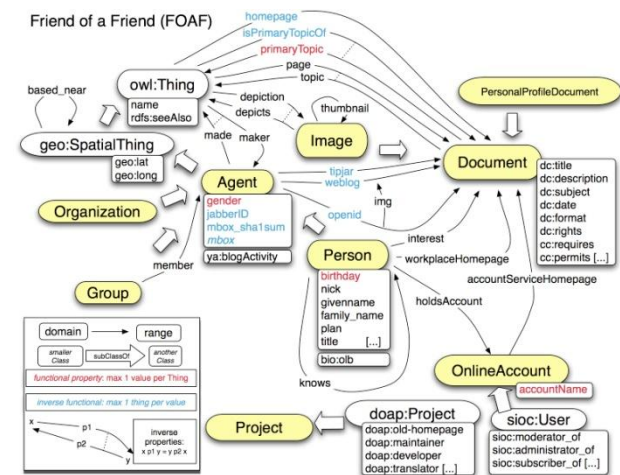 Friend of a Friend (FOAF)
homepage
isPrimaryTopicOf
primaryTopic
page
topic
based_near
owl:Thing
name
rdfs:seeAlso
depiction
depicts
thumbnail
Image
PersonalProfileDocument
geo:SpatialThing
geo:lat
geo:long
made
maker
Document
dc:title
dc:description
dc:subject
dc:date
dc:format
dc:rights
cc:requires
cc:permits [...]
Agent
gender
jabberID
mbox_sha1sum
mbox
ya:blogActivity
tipjar
weblog
openid
img
Organization
member
Group
Person
birthday
nick
givenname
family_name
plan
title [...]
bio:olb
knows
interest
workplaceHomepage
accountServiceHomepage
holdsAccount
OnlineAccount
accountName
sioc:User
sioc:moderator_of
sioc:administrator_of
sioc:subscriber_of [...]
Project
doap:Project
doap:old-homepage
doap:maintainer
doap:developer
doap:translator [...]
domain
range
smaller
Class
subClassOf
another
Class
functional property: max 1 value per Thing
inverse functional: max 1 thing per value
x
p1
p2
y
inverse
properties:
x p1 y = y p2 x